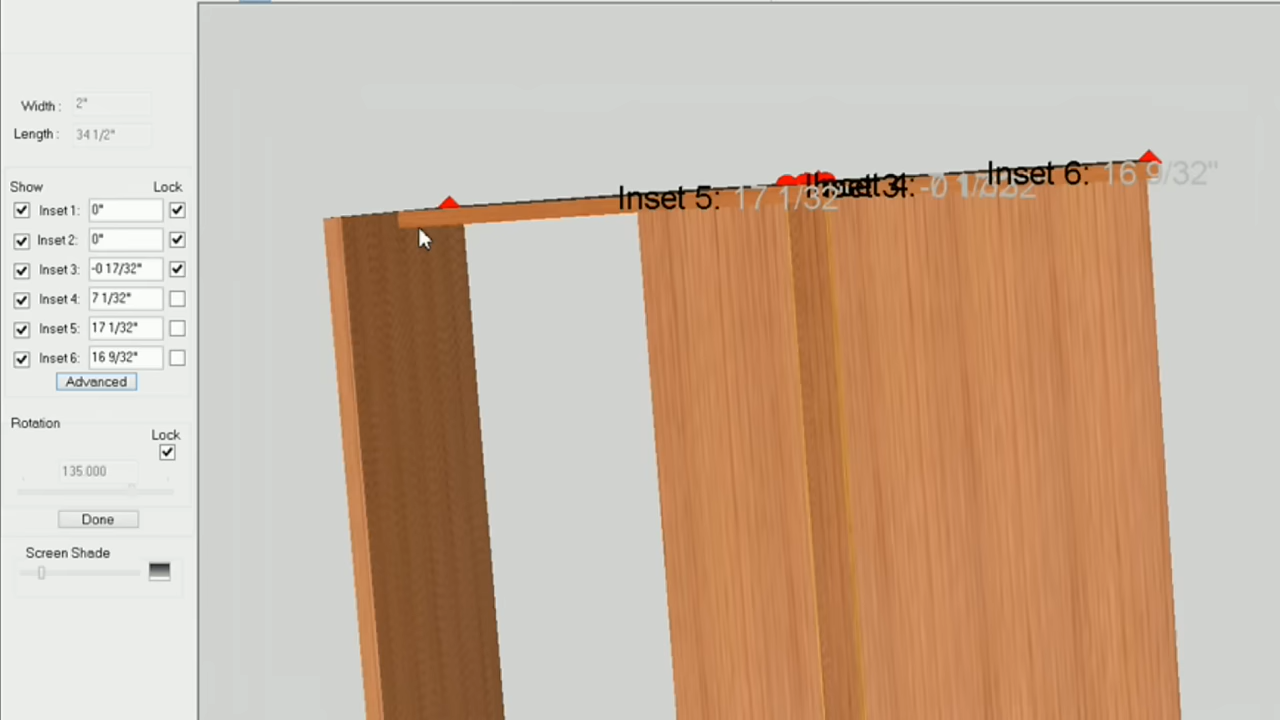 Width : 2"
Length : 34 1/2"
Show Lock
Inset 1: 0"
Inset 2: 0"
Inset 3: -0 17/32"
Inset 4: 7 1/32"
Inset 5: 17 1/32"
Inset 6: 16 9/32"
Advanced
Rotation
Lock
135.000
Done
Screen Shade
Inset 6: 16 9/32"
Inset 5: 17 1/32"